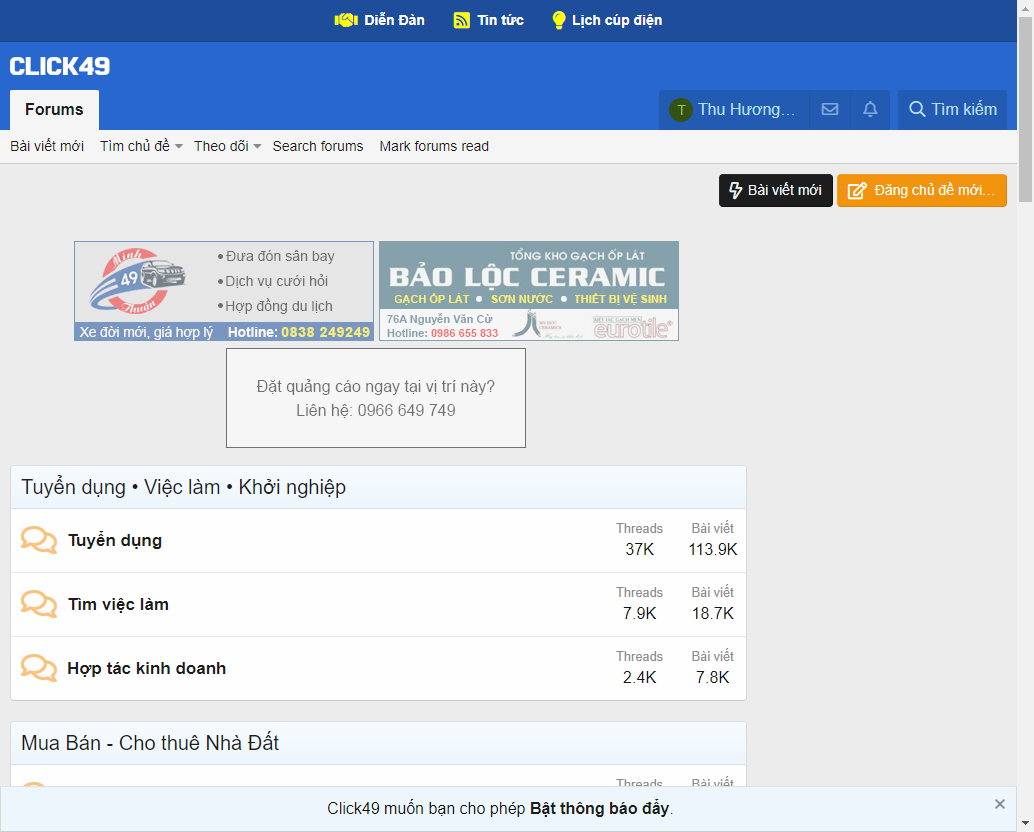 Diễn Đàn Tin tức Lịch cúp điện
CLICK49
Forums
T Thu Hương... Tìm kiếm
Bài viết mới Tìm chủ đề Theo dõi Search forums Mark forums read
Bài viết mới Đăng chủ đề mới...
Minh 49
•Đưa đón sân bay
•Dịch vụ cưới hỏi
•Hợp đồng du lịch
Xe đời mới, giá hợp lý Hotline: 0838 249249
TỔNG KHO GẠCH ỐP LÁT
BẢO LỘC CERAMIC
GẠCH ỐP LÁT • SƠN NƯỚC • THIẾT BỊ VỆ SINH
76A Nguyễn Văn Cừ
Hotline: 0986 655 833
eurotile
Đặt quảng cáo ngay tại vị trí này?
Liên hệ: 0966 649 749
Tuyển dụng • Việc làm • Khởi nghiệp
Tuyển dụng
Threads Bài viết
37K 113.9K
Tìm việc làm
Threads Bài viết
7.9K 18.7K
Hợp tác kinh doanh
Threads Bài viết
2.4K 7.8K
Mua Bán - Cho thuê Nhà Đất
Threads Bài viết
Click49 muốn bạn cho phép Bật thông báo đẩy.